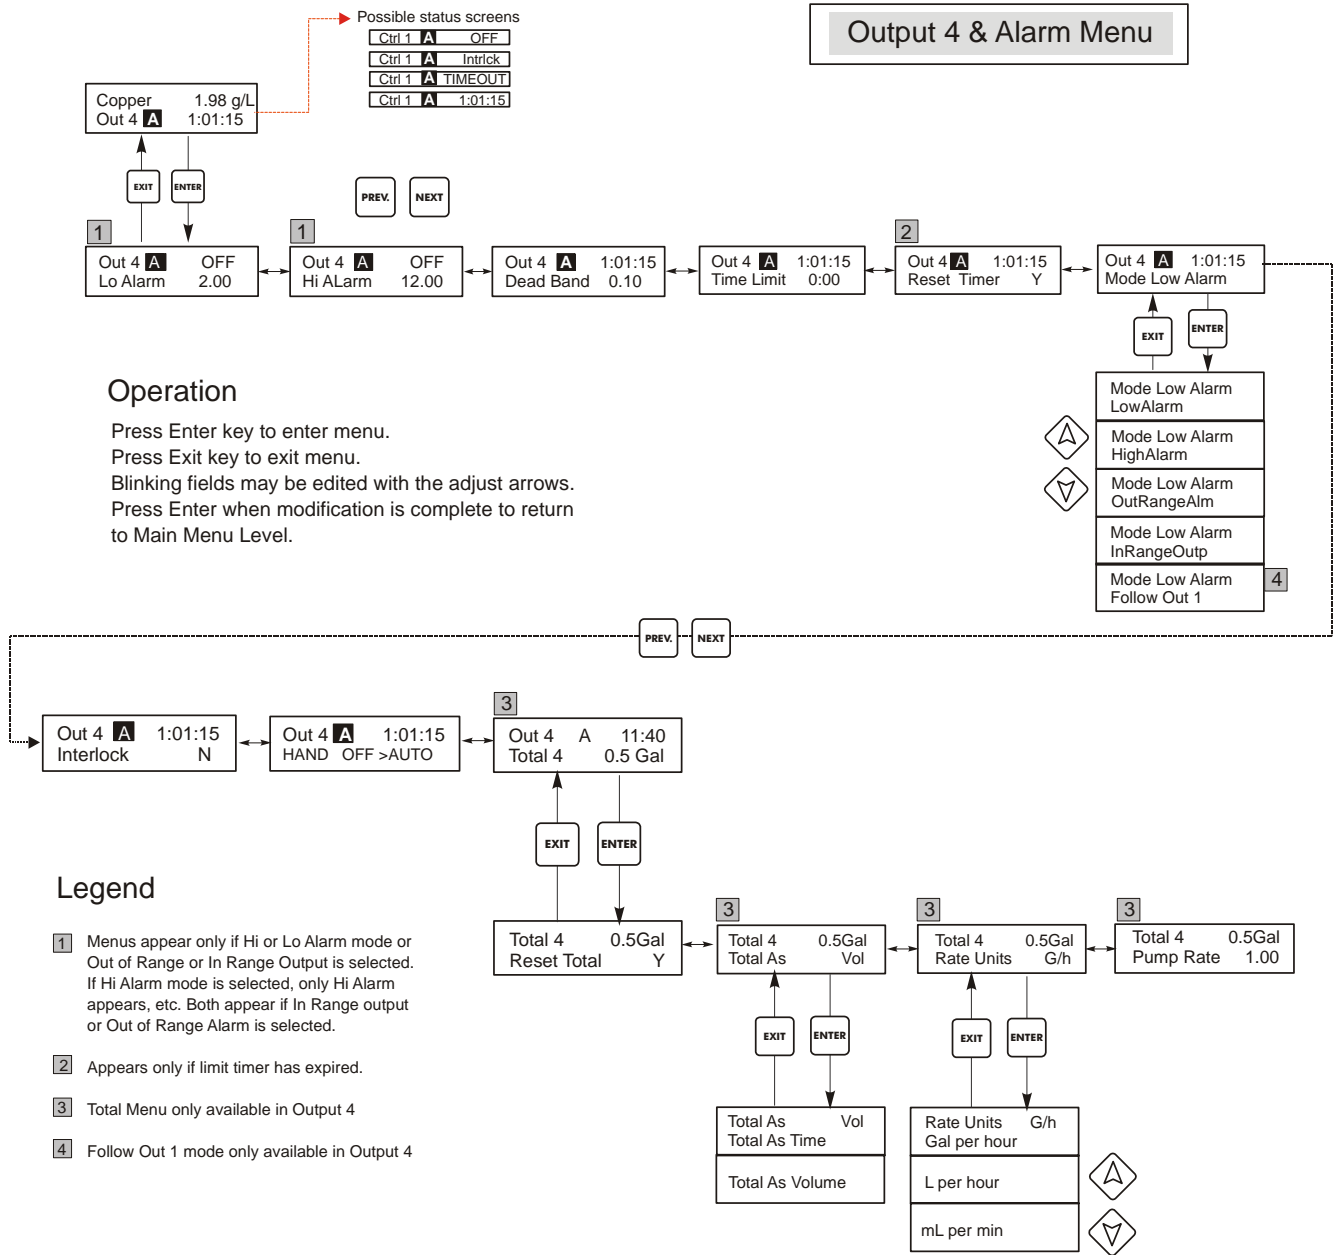 Possible status screens
Output 4 & Alarm Menu
Ctrl 1 A OFF
Ctrl 1 A Intrlck
Ctrl 1 A TIMEOUT
Ctrl 1 A 1:01:15
Copper 1.98 g/L
Out 4 A 1:01:15
EXIT ENTER
PREV. NEXT
1
1
2
Out 4 A OFF
Lo Alarm 2.00
Out 4 A OFF
Hi ALarm 12.00
Out 4 A 1:01:15
Dead Band 0.10
Out 4 A 1:01:15
Time Limit 0:00
Out 4 A 1:01:15
Reset Timer Y
Out 4 A 1:01:15
Mode Low Alarm
EXIT ENTER
Mode Low Alarm
LowAlarm
Mode Low Alarm
HighAlarm
Mode Low Alarm
OutRangeAlm
Mode Low Alarm
InRangeOutp
Mode Low Alarm
Follow Out 1
4
Operation
Press Enter key to enter menu.
Press Exit key to exit menu.
Blinking fields may be edited with the adjust arrows.
Press Enter when modification is complete to return
to Main Menu Level.
PREV. NEXT
Out 4 A 1:01:15
Interlock N
Out 4 A 1:01:15
HAND OFF >AUTO
3
Out 4 A 11:40
Total 4 0.5 Gal
EXIT ENTER
Total 4 0.5Gal
Reset Total Y
3
Total 4 0.5Gal
Total As Vol
3
Total 4 0.5Gal
Rate Units G/h
3
Total 4 0.5Gal
Pump Rate 1.00
EXIT ENTER
EXIT ENTER
Total As Vol
Total As Time
Total As Volume
Rate Units G/h
Gal per hour
L per hour
mL per min
Legend
1 Menus appear only if Hi or Lo Alarm mode or
Out of Range or In Range Output is selected.
If Hi Alarm mode is selected, only Hi Alarm
appears, etc. Both appear if In Range output
or Out of Range Alarm is selected.
2 Appears only if limit timer has expired.
3 Total Menu only available in Output 4
4 Follow Out 1 mode only available in Output 4